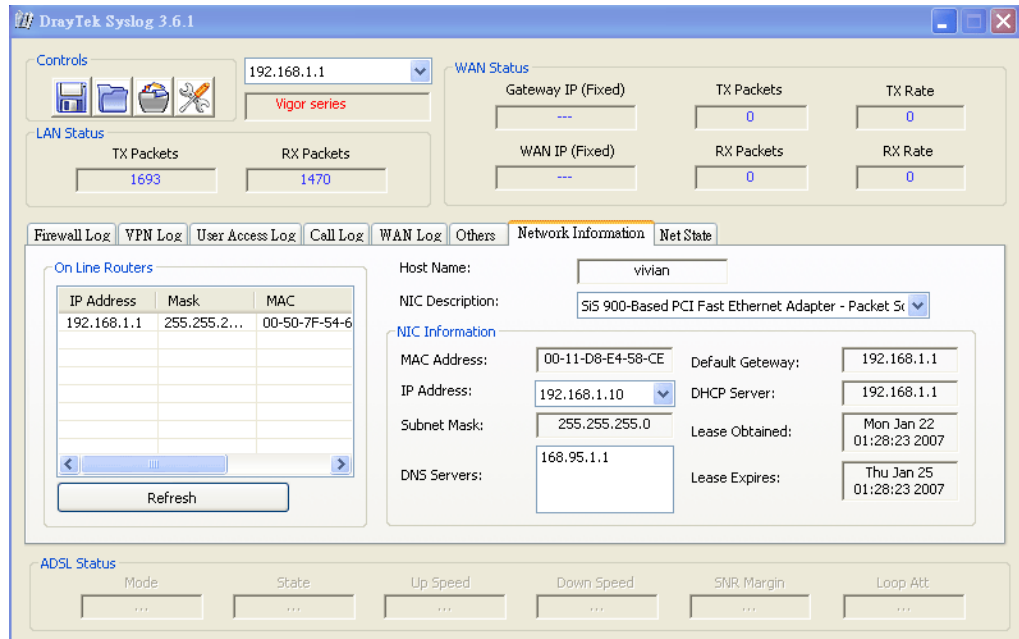 DrayTek Syslog 3.6.1
Controls
192.168.1.1
Vigor series
WAN Status
Gateway IP (Fixed)
TX Packets
TX Rate
---
0
0
WAN IP (Fixed)
RX Packets
RX Rate
---
0
0
LAN Status
TX Packets
RX Packets
1693
1470
Firewall Log
VPN Log
User Access Log
Call Log
WAN Log
Others
Network Information
Net State
On Line Routers
IP Address
Mask
MAC
192.168.1.1
255.255.2...
00-50-7F-54-6
Refresh
Host Name:
vivian
NIC Description:
SiS 900-Based PCI Fast Ethernet Adapter - Packet
NIC Information
MAC Address:
00-11-D8-E4-58-CE
IP Address:
192.168.1.10
Subnet Mask:
255.255.255.0
DNS Servers:
168.95.1.1
Default Geteway:
192.168.1.1
DHCP Server:
192.168.1.1
Lease Obtained:
Mon Jan 22
01:28:23 2007
Lease Expires:
Thu Jan 25
01:28:23 2007
ADSL Status
Mode
State
Up Speed
Down Speed
SNR Margin
Loop Att
...
...
...
...
...
...